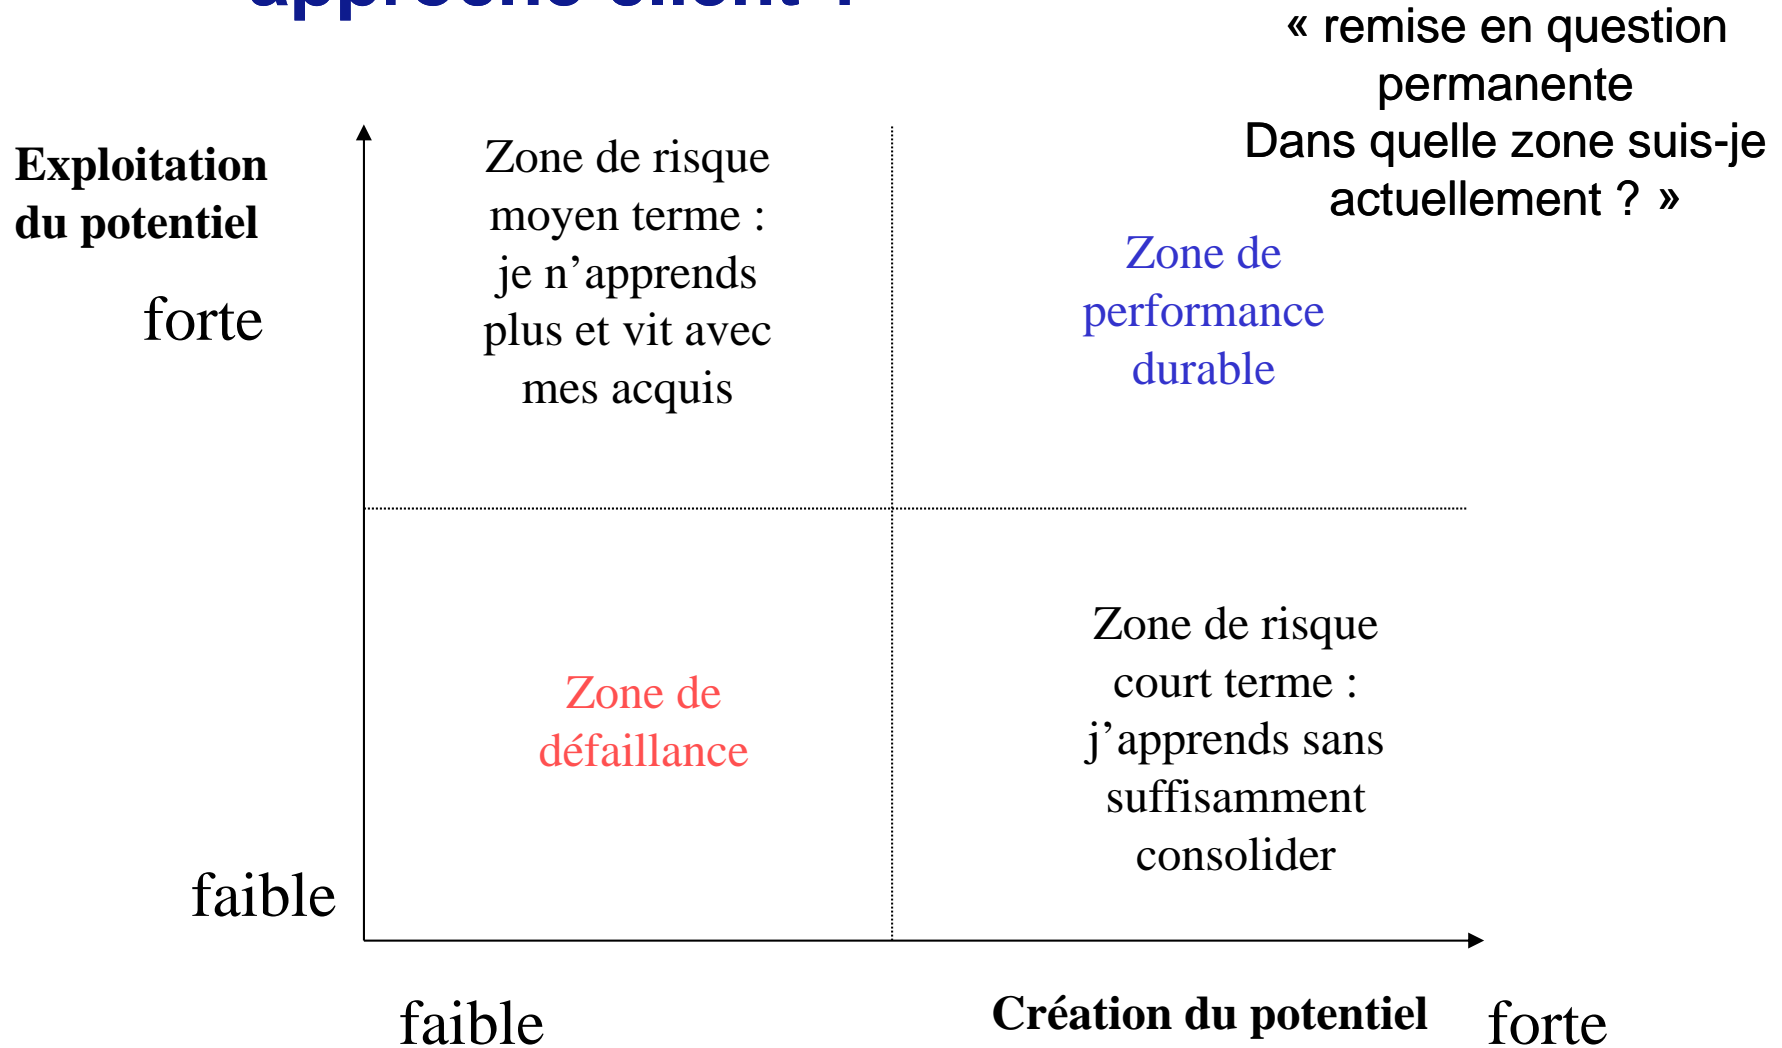 approche client ?
« remise en question
permanente
Dans quelle zone suis-je
actuellement ? »
Exploitation
du potentiel
forte
Zone de risque
moyen terme :
je n’apprends
plus et vit avec
mes acquis
Zone de
performance
durable
Zone de
défaillance
Zone de risque
court terme :
j’apprends sans
suffisamment
consolider
faible
faible
Création du potentiel
forte